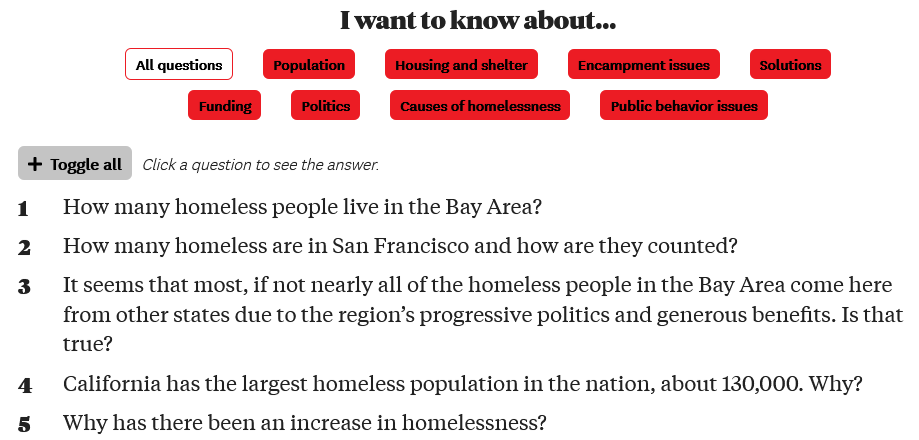 I want to know about...
All questions Population Housing and shelter Encampment issues Solutions
Funding Politics Causes of homelessness Public behavior issues
+ Toggle all Click a question to see the answer.
1 How many homeless people live in the Bay Area?
2 How many homeless are in San Francisco and how are they counted?
3 It seems that most, if not nearly all of the homeless people in the Bay Area come here
from other states due to the region’s progressive politics and generous benefits. Is that
true?
4 California has the largest homeless population in the nation, about 130,000. Why?
5 Why has there been an increase in homelessness?